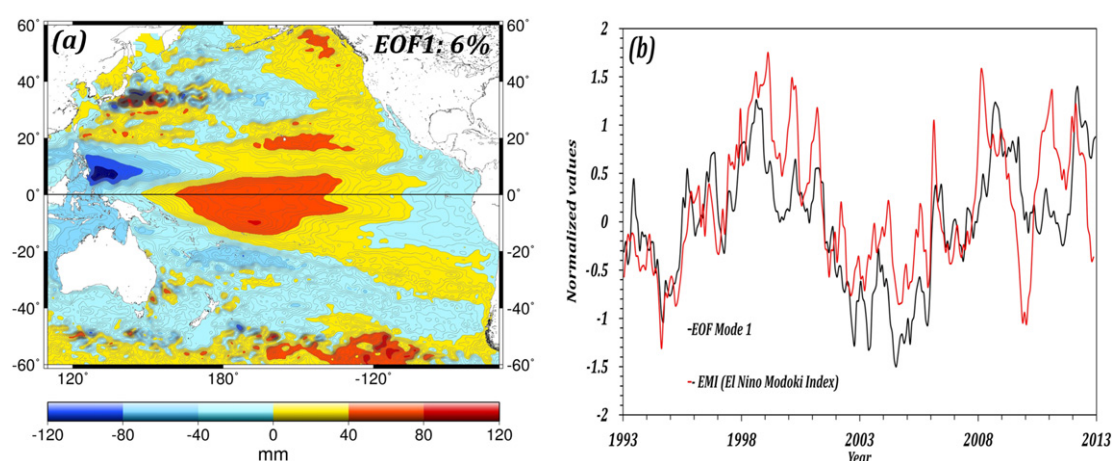 (a)
EOF1: 6%
60° 60°
40° 40°
20° 20°
0° 0°
-20° -20°
-40° -40°
-60° -60°
120° 180° -120°
-120 -80 -40 0 40 80 120
mm
(b)
Normalized values
2
1.5
1
0.5
0
-0.5
-1
-1.5
-2
-EOF Mode 1
- EMI (El Nino Modoki Index)
1993 1998 2003 2008 2013
Year